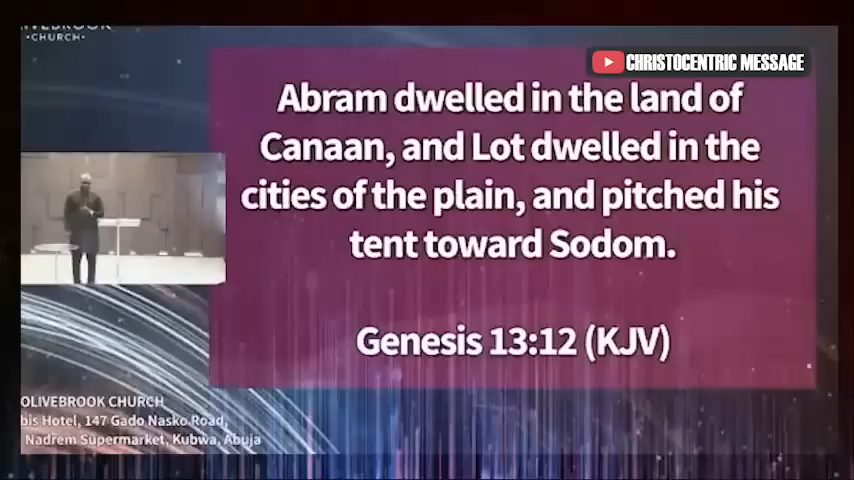 •CHURCH•
CHRISTOCENTRIC MESSAGE
Abram dwelled in the land of
Canaan, and Lot dwelled in the
cities of the plain, and pitched his
tent toward Sodom.
Genesis 13:12 (KJV)
OLIVEBROOK CHURCH
Hotel, 147 Gado Nasko Road,
Nadrem Supermarket, Kubwa, Abuja